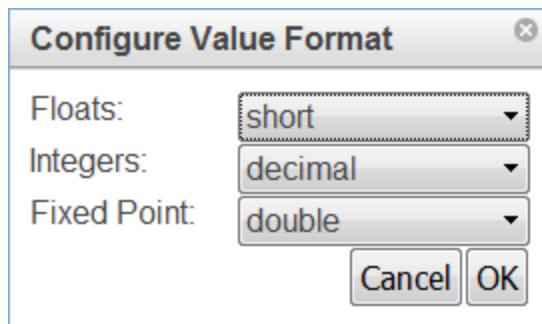 Configure Value Format
Floats: short
Integers: decimal
Fixed Point: double
Cancel OK